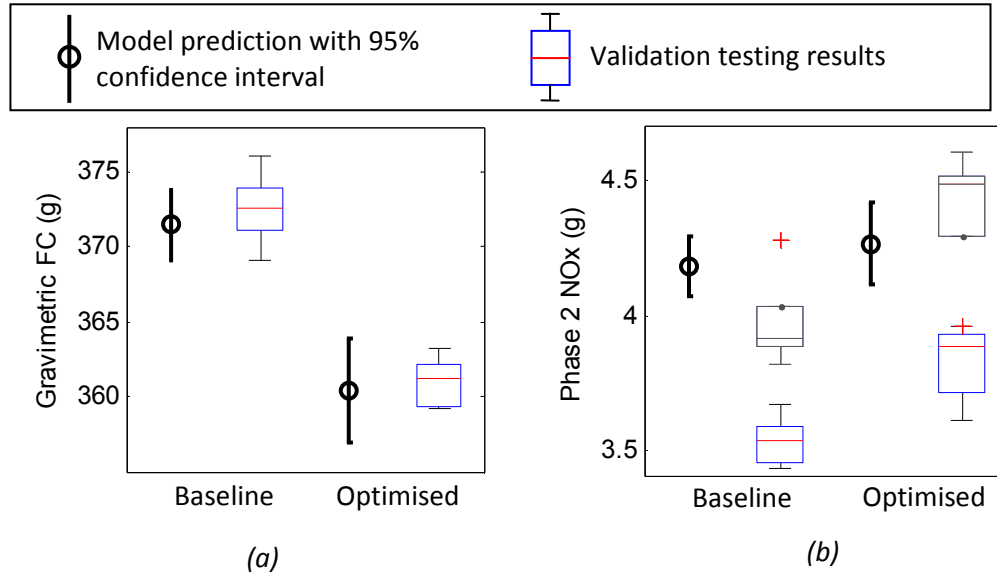 Model prediction with 95%
confidence interval
Validation testing results
Gravimetric FC (g)
375
370
365
360
Baseline
Optimised
(a)
Phase 2 NOx (g)
4.5
4
3.5
Baseline
Optimised
(b)